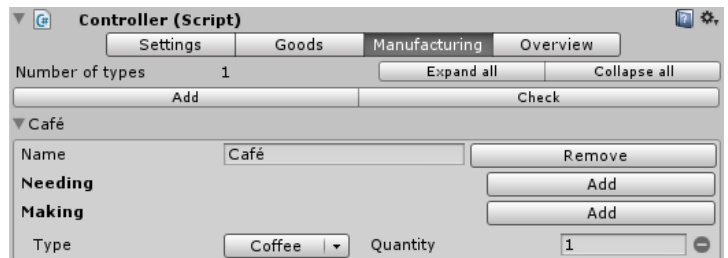 Controller (Script)
Settings Goods Manufacturing Overview
Number of types 1 Expand all Collapse all
Add Check
Café
Name Café Remove
Needing Add
Making Add
Type Coffee Quantity 1